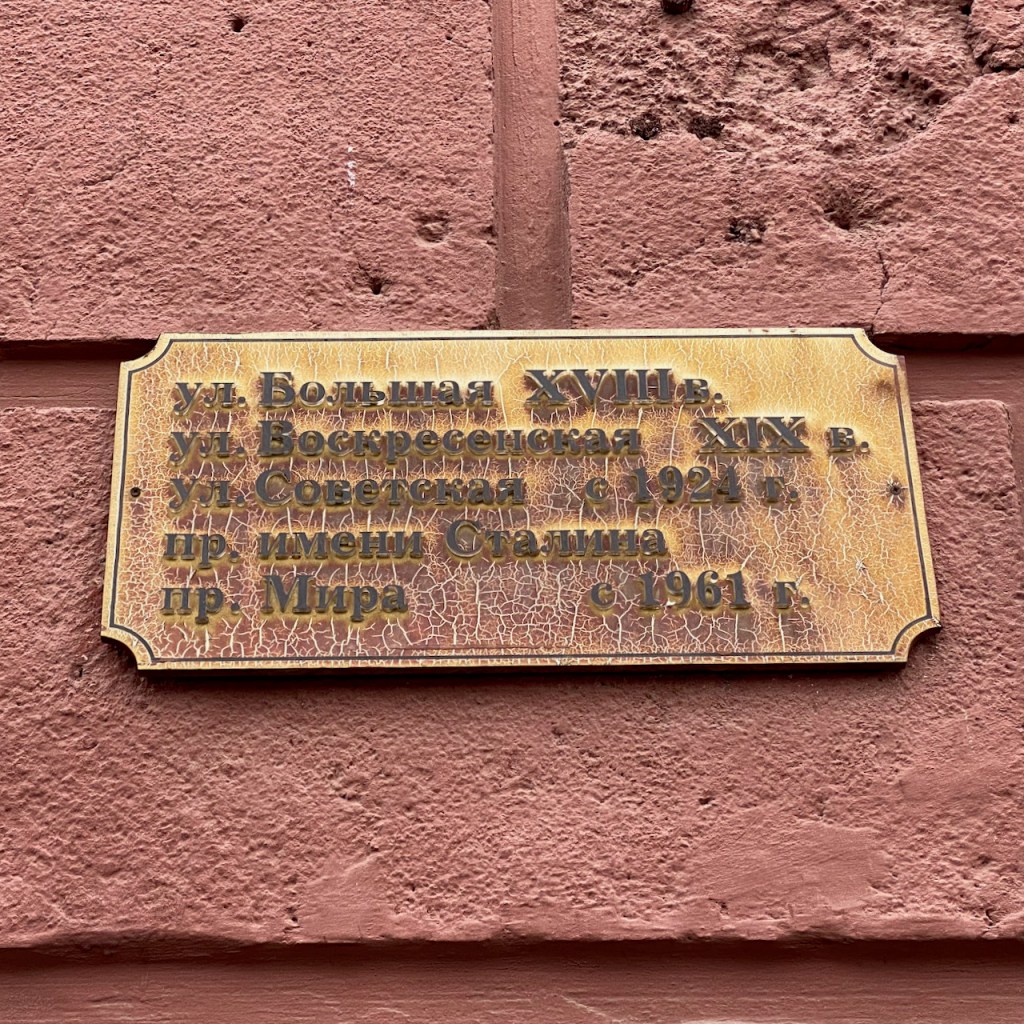 ул. Большая XVIII в.
ул. Воскресенская XIX в.
ул. Советская с 1924 г.
пр. имени Сталина
пр. Мира с 1961 г.